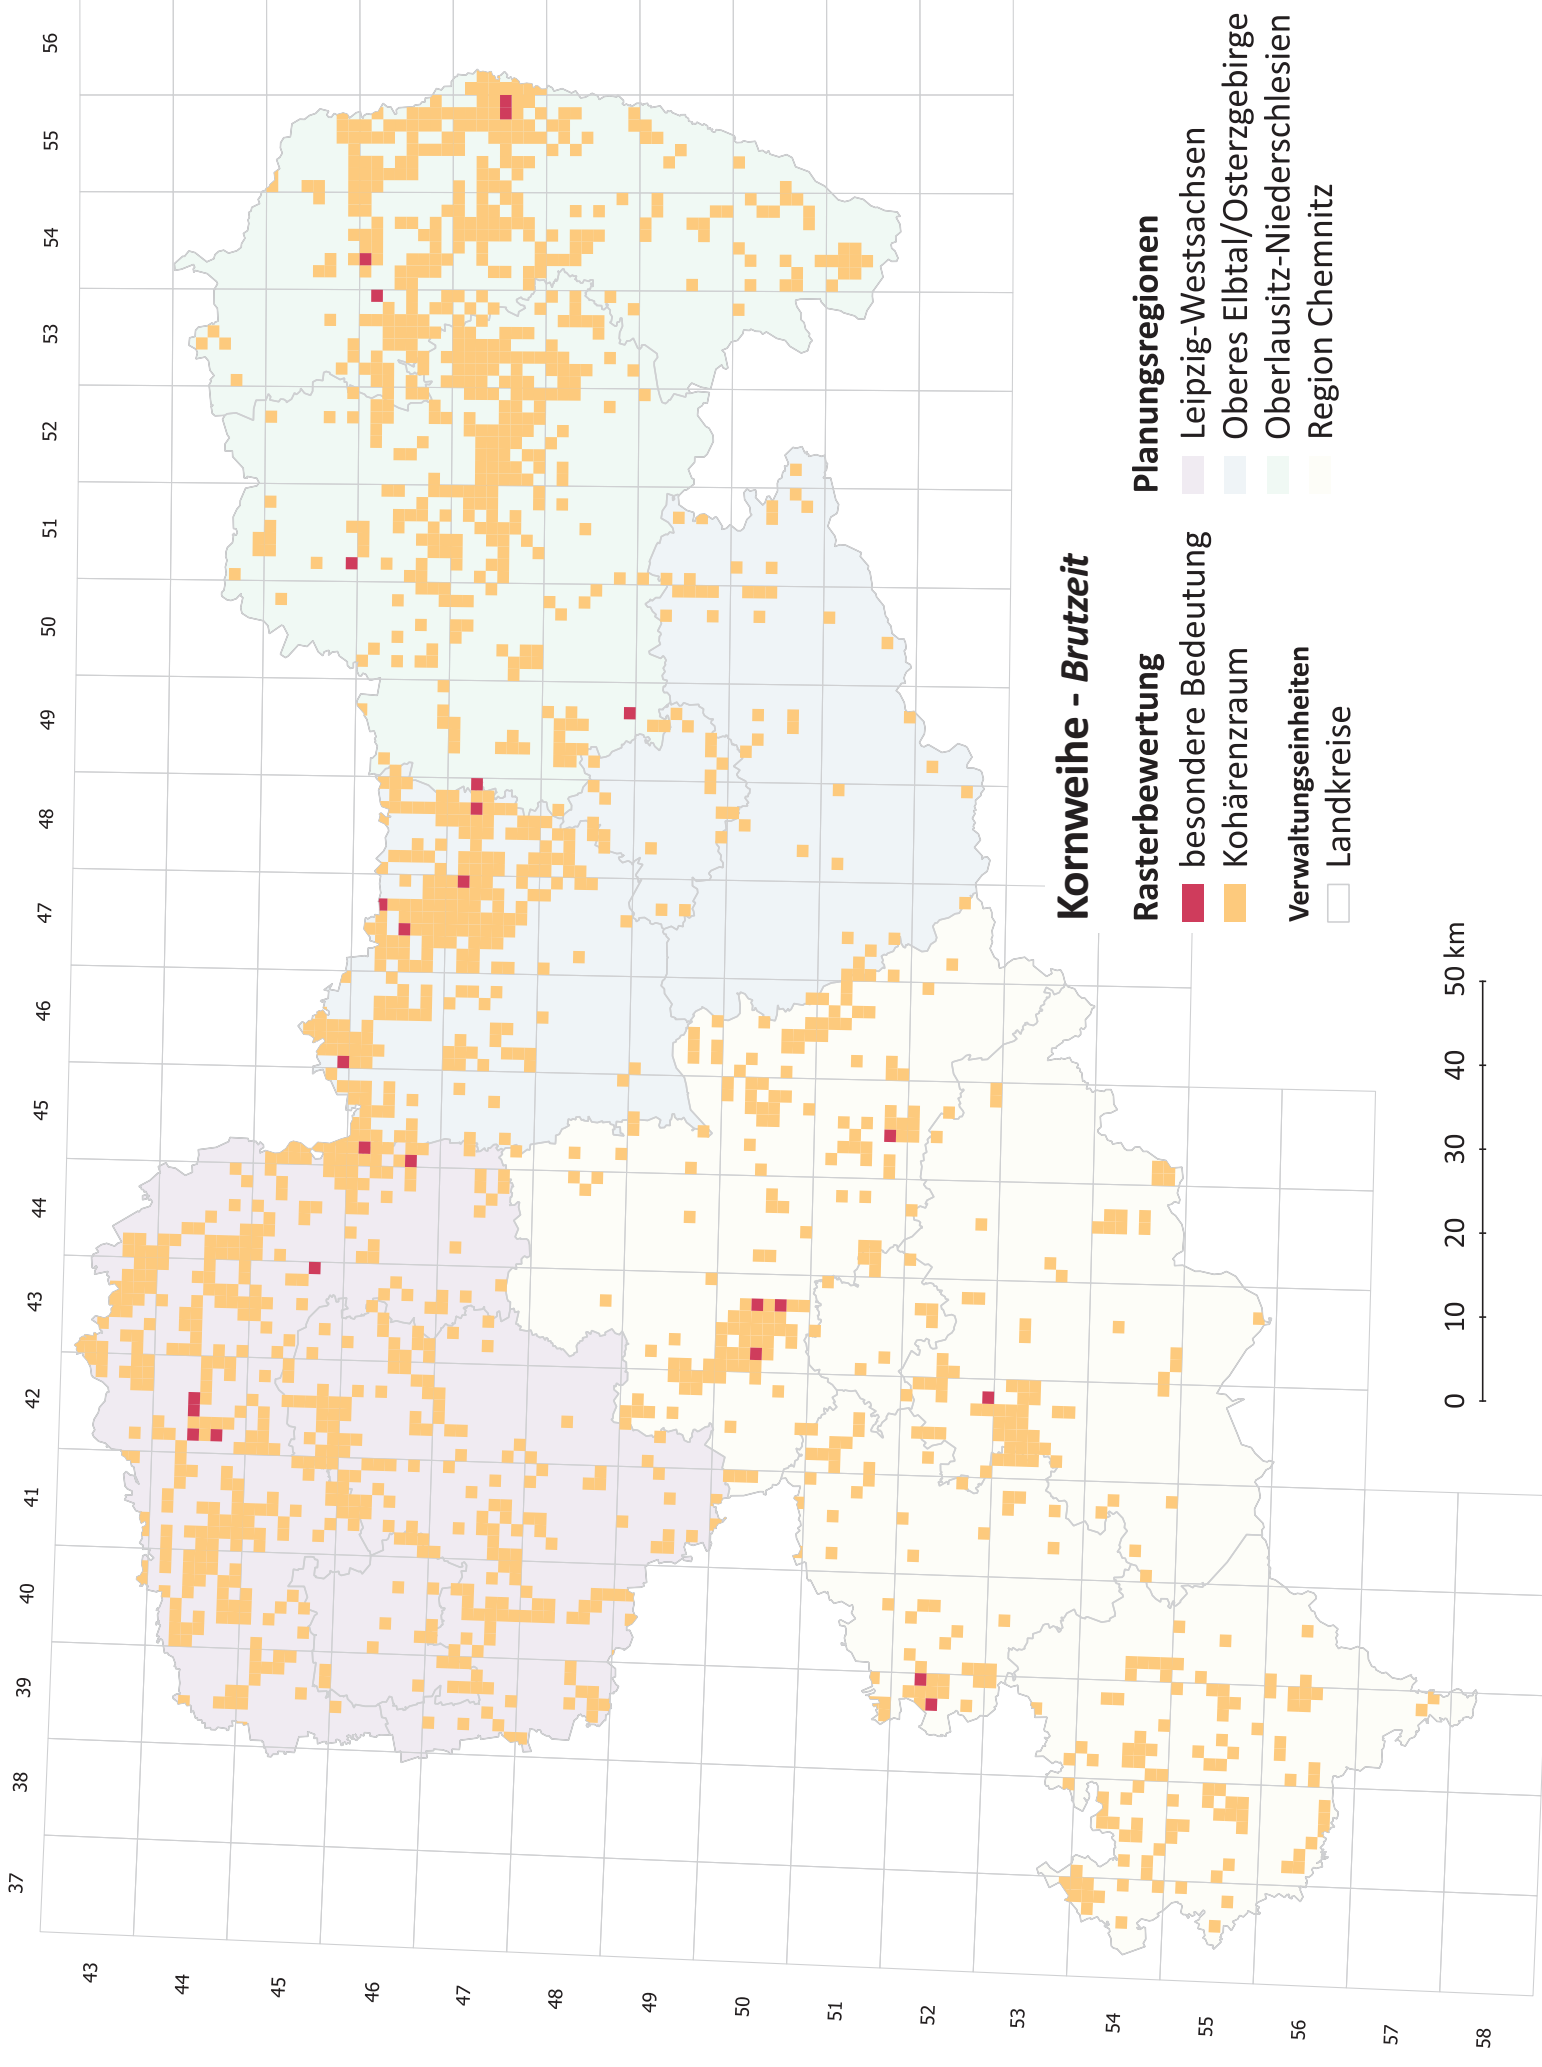 Kornweihe - Brutzeit
Rasterbewertung
besondere Bedeutung
Kohärenzraum
Verwaltungseinheiten
Landkreise
Planungsregionen
Leipzig-Westsachsen
Oberes Elbtal/Osterzgebirge
Oberlausitz-Niederschlesien
Region Chemnitz
0 10 20 30 40 50 km
37 38 39 40 41 42 43 44 45 46 47 48 49 50 51 52 53 54 55 56
43
44
45
46
47
48
49
50
51
52
53
54
55
56
57
58